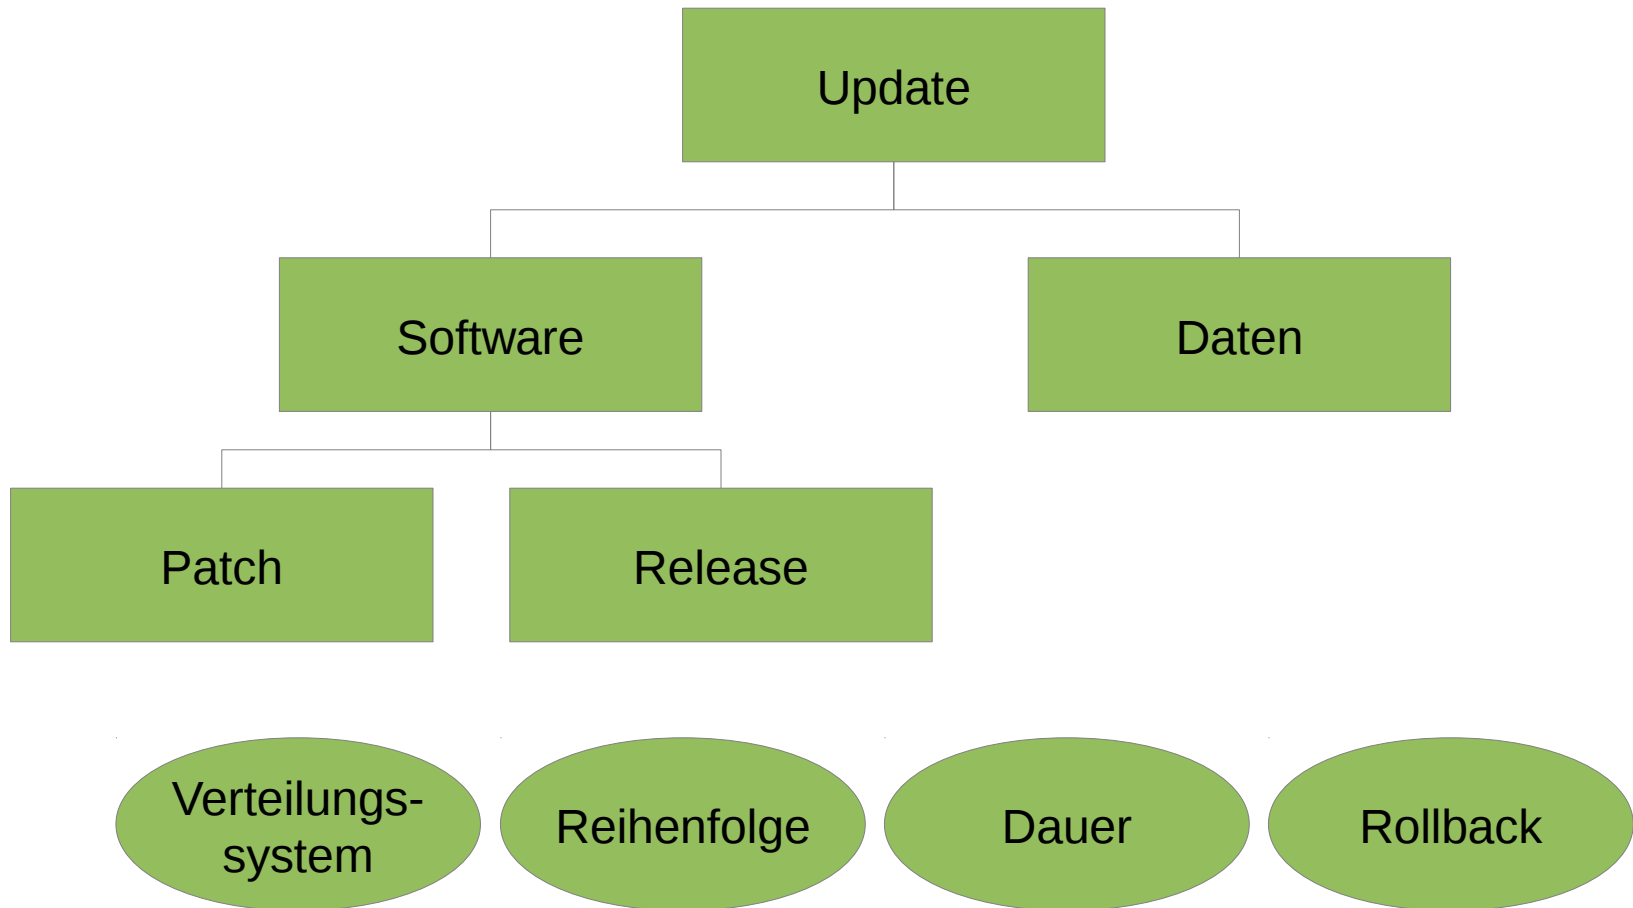 Update
Software
Daten
Patch
Release
Verteilungs-
system
Reihenfolge
Dauer
Rollback